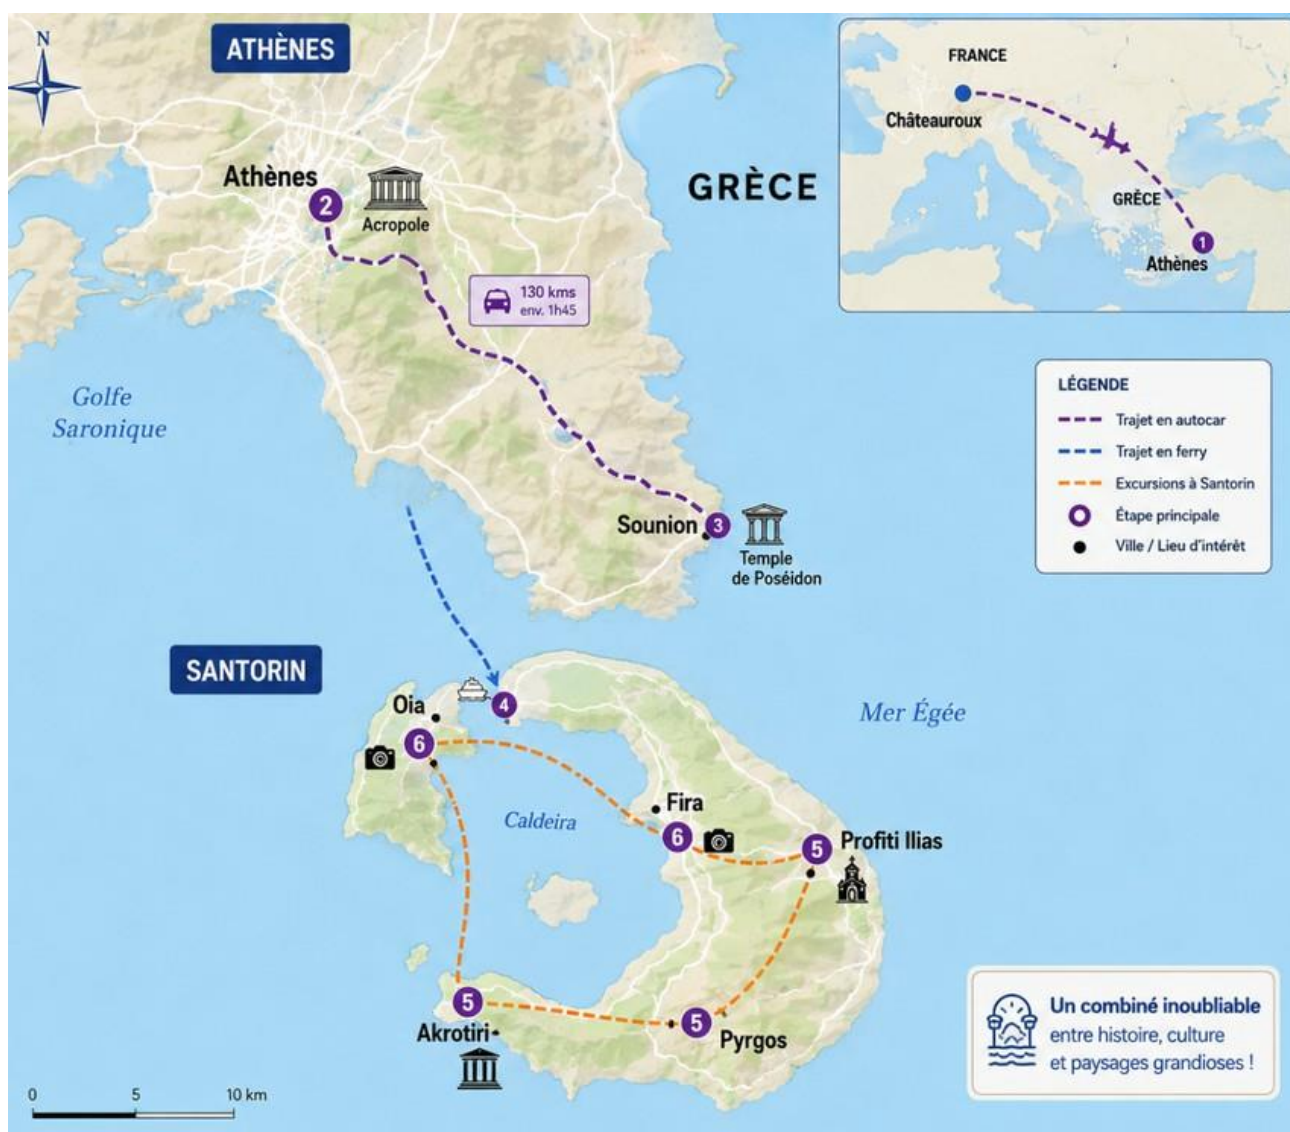 N
ATHÈNES
Athènes
2
Acropole
130 kms
env. 1h45
GRÈCE
FRANCE
Châteauroux
GRÈCE
1
Athènes
Golfe
Saronique
LÉGENDE
Trajet en autocar
Trajet en ferry
Excursions à Santorin
Étape principale
Ville / Lieu d'intérêt
Sounion
3
Temple
de Poséidon
SANTORIN
Oia
4
6
Mer Égée
Caldeira
Fira
6
5
Profiti Ilias
5
Akrotiri
5
Pyrgos
Un combiné inoubliable
entre histoire, culture
et paysages grandioses !
0 5 10 km